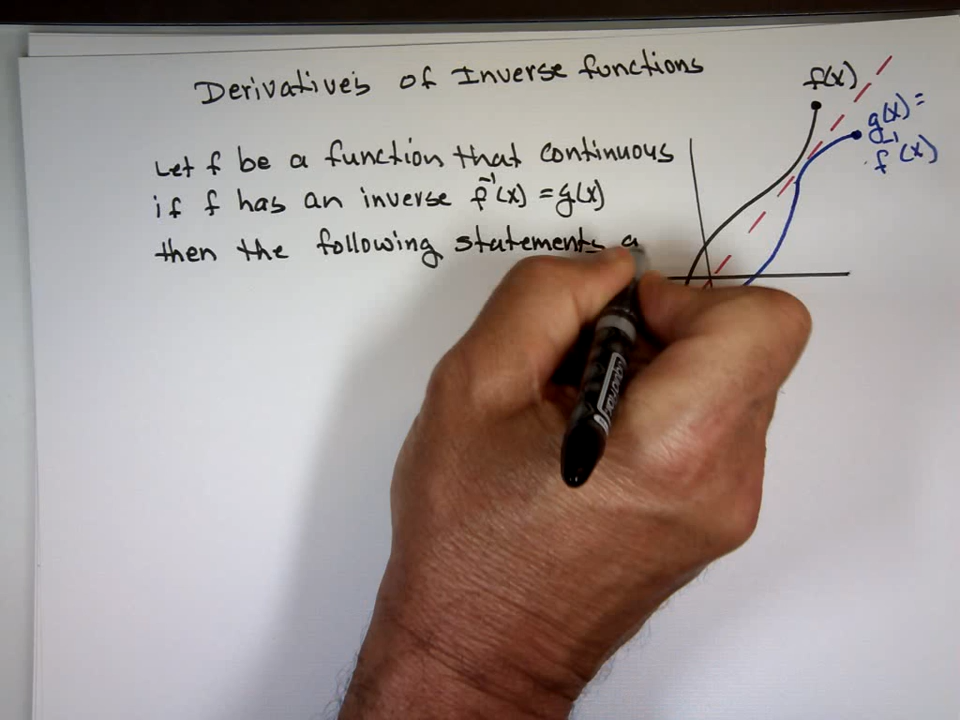 Derivatives of Inverse functions
f(x)
g(x) =
f⁻¹(x)
Let f be a function that continuous
if f has an inverse f⁻¹(x) = g(x)
then the following statements a